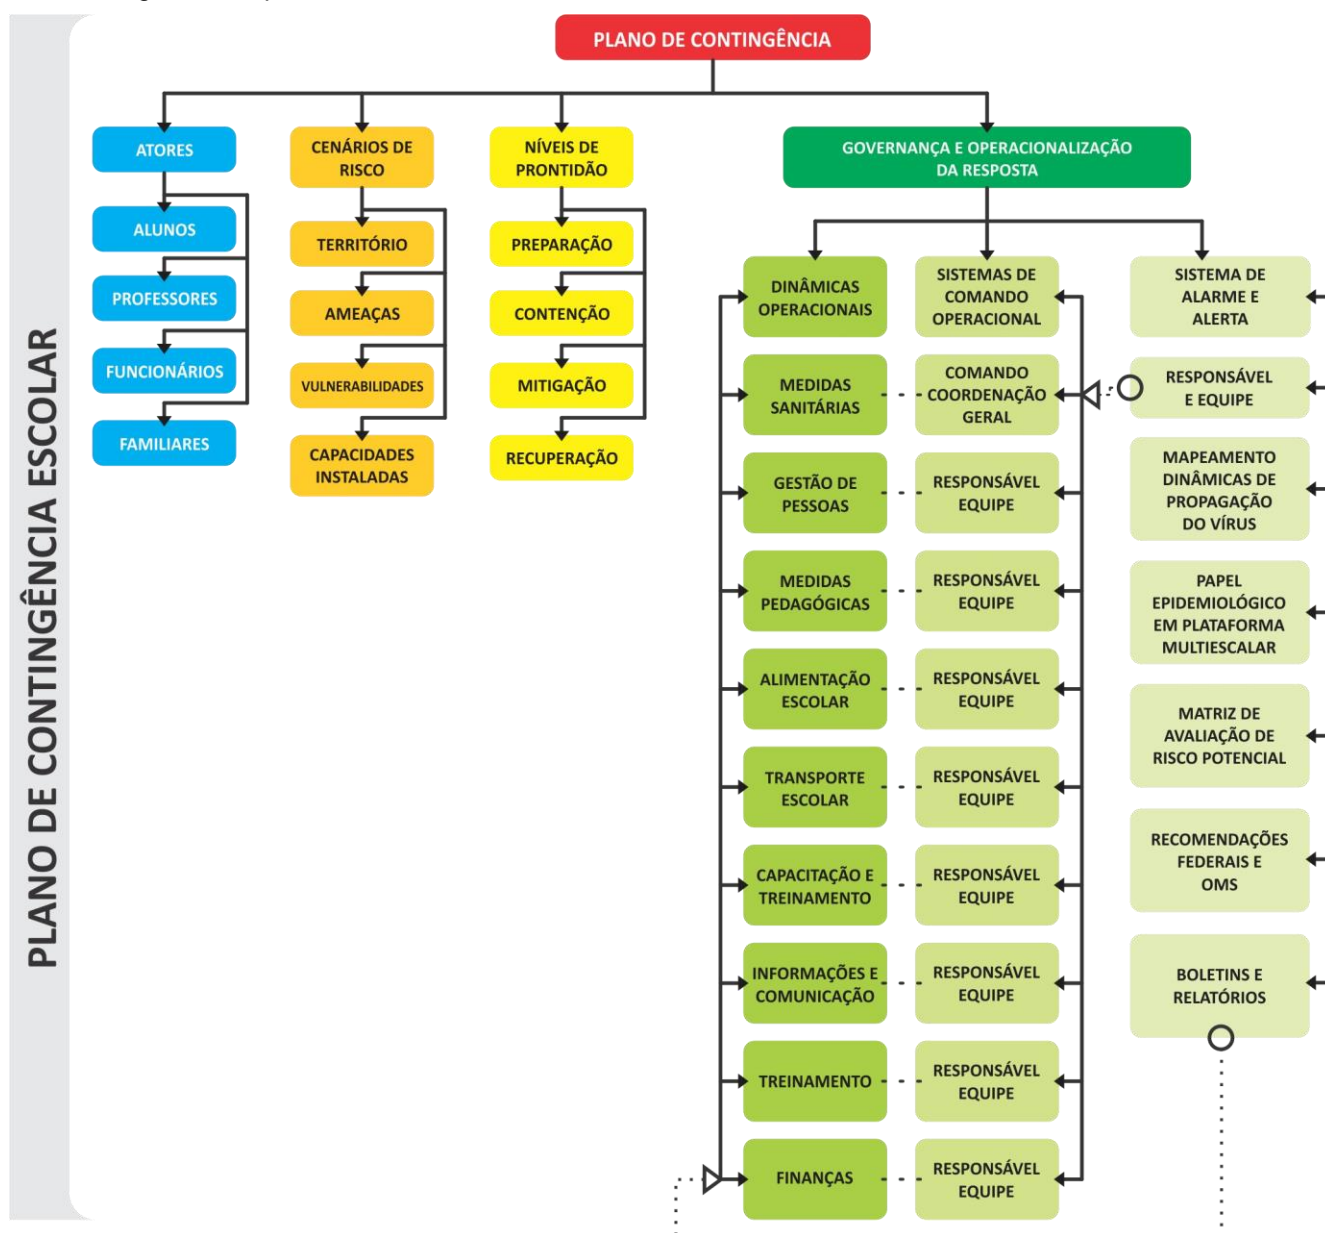 PLANO DE CONTINGÊNCIA ESCOLAR
PLANO DE CONTINGÊNCIA
ATORES
ALUNOS
PROFESSORES
FUNCIONÁRIOS
FAMILIARES
CENÁRIOS DE
RISCO
TERRITÓRIO
AMEAÇAS
VULNERABILIDADES
CAPACIDADES
INSTALADAS
NÍVEIS DE
PRONTIDÃO
PREPARAÇÃO
CONTENÇÃO
MITIGAÇÃO
RECUPERAÇÃO
GOVERNANÇA E OPERACIONALIZAÇÃO
DA RESPOSTA
DINÂMICAS
OPERACIONAIS
MEDIDAS
SANITÁRIAS
GESTÃO DE
PESSOAS
MEDIDAS
PEDAGÓGICAS
ALIMENTAÇÃO
ESCOLAR
TRANSPORTE
ESCOLAR
CAPACITAÇÃO E
TREINAMENTO
INFORMAÇÕES E
COMUNICAÇÃO
TREINAMENTO
FINANÇAS
SISTEMAS DE
COMANDO
OPERACIONAL
COMANDO
COORDENAÇÃO
GERAL
RESPONSÁVEL
EQUIPE
RESPONSÁVEL
EQUIPE
RESPONSÁVEL
EQUIPE
RESPONSÁVEL
EQUIPE
RESPONSÁVEL
EQUIPE
RESPONSÁVEL
EQUIPE
RESPONSÁVEL
EQUIPE
RESPONSÁVEL
EQUIPE
SISTEMA DE
ALARME E
ALERTA
RESPONSÁVEL
E EQUIPE
MAPEAMENTO
DINÂMICAS DE
PROPAGAÇÃO
DO VÍRUS
PAPEL
EPIDEMIOLÓGICO
EM PLATAFORMA
MULTIESCALAR
MATRIZ DE
AVALIAÇÃO DE
RISCO POTENCIAL
RECOMENDAÇÕES
FEDERAIS E
OMS
BOLETINS E
RELATÓRIOS